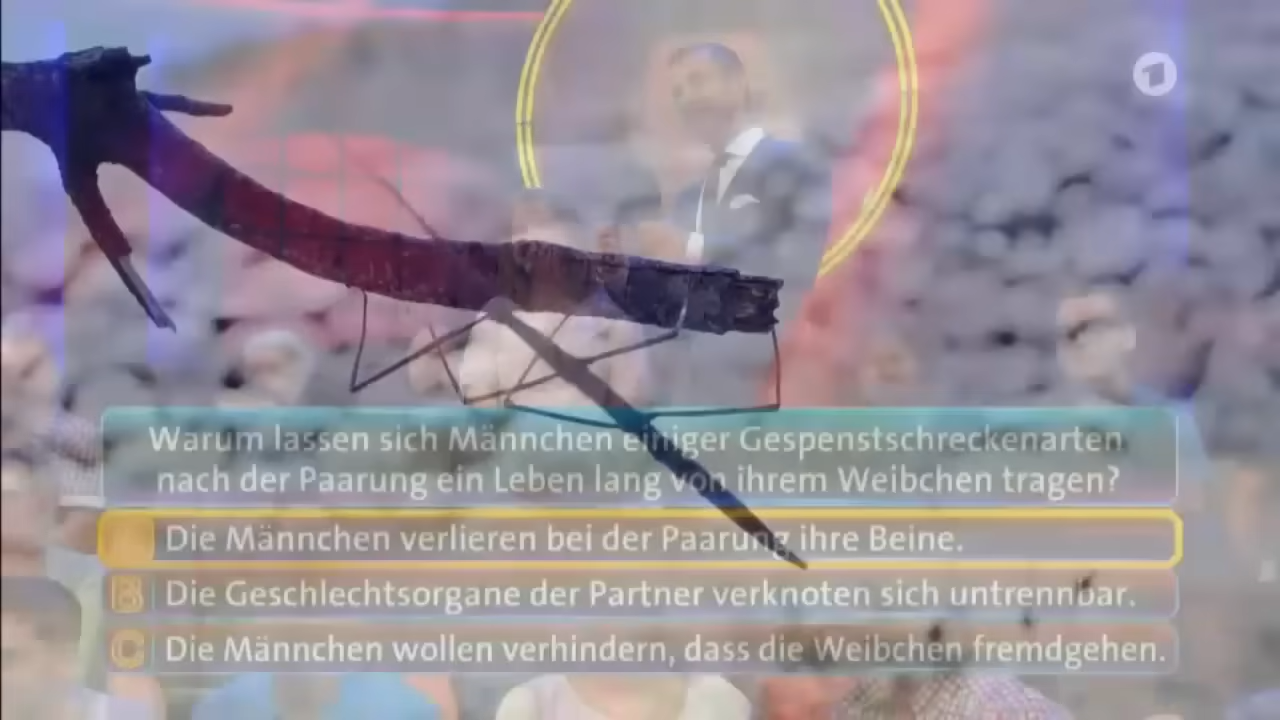 1
Warum lassen sich Männchen einiger Gespenstschreckenarten
nach der Paarung ein Leben lang von ihrem Weibchen tragen?
Die Männchen verlieren bei der Paarung ihre Beine.
B Die Geschlechtsorgane der Partner verknoten sich untrennbar.
C Die Männchen wollen verhindern, dass die Weibchen fremdgehen.